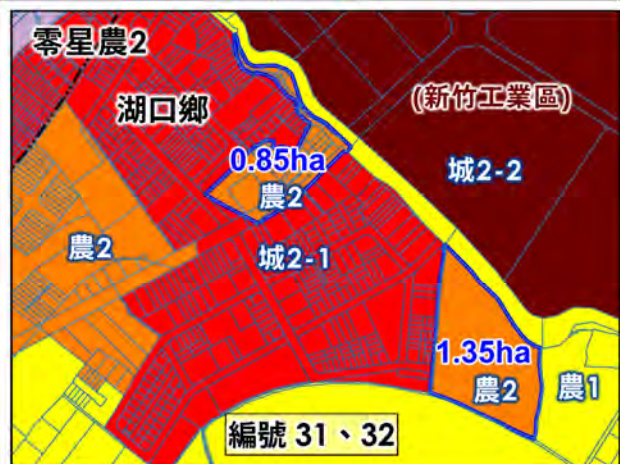 零星農2
湖口鄉
(新竹工業區)
0.85ha
農2
城2-2
農2
城2-1
1.35ha
農2
農1
編號 31、32